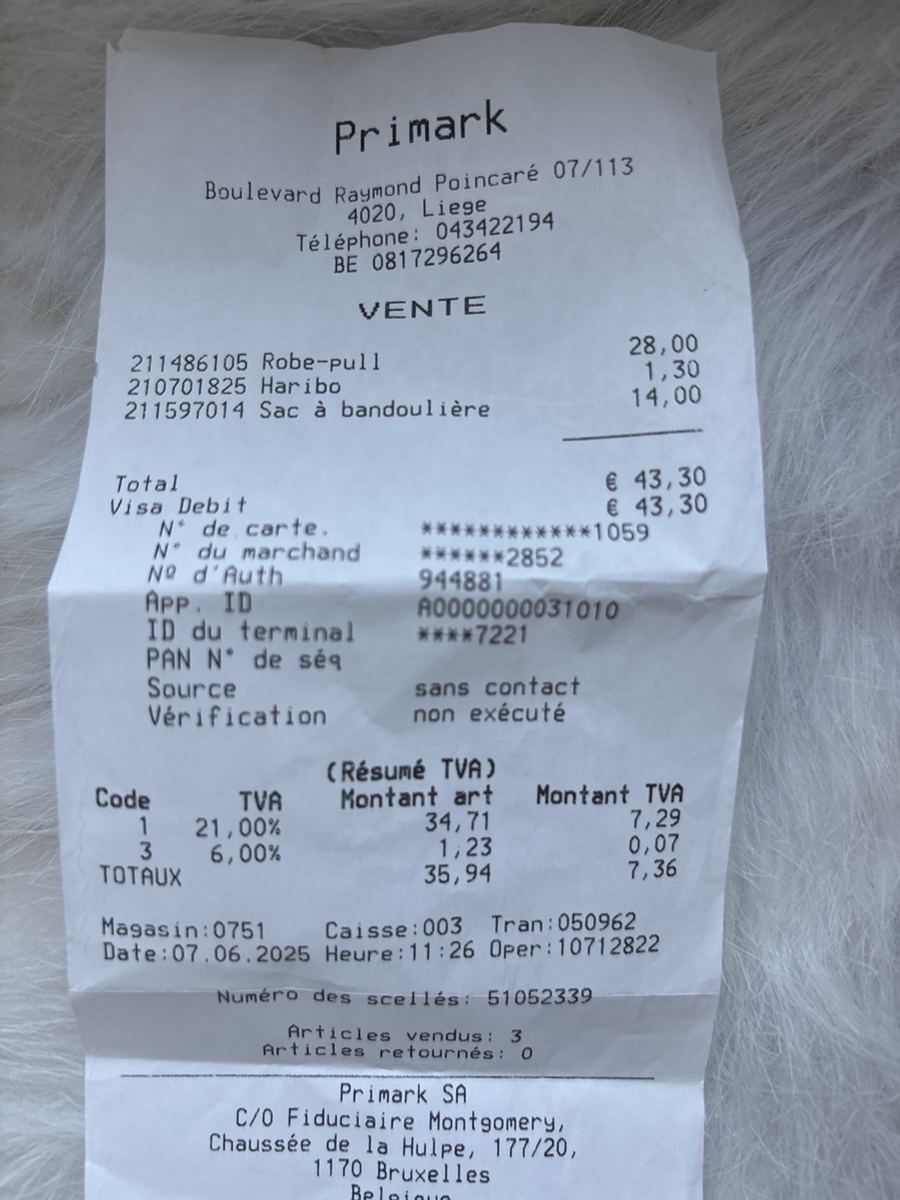 Primark
Boulevard Raymond Poincaré 07/113
4020, Liege
Téléphone: 043422194
BE 0817296264
VENTE
211486105 Robe-pull 28,00
210701825 Haribo 1,30
211597014 Sac à bandoulière 14,00
Total € 43,30
Visa Debit € 43,30
N° de carte. ************1059
N° du marchand ******2852
Nº d'Auth 944881
App. ID A0000000031010
ID du terminal ****7221
PAN N° de séq
Source sans contact
Vérification non exécuté
(Résumé TVA)
Code TVA Montant art Montant TVA
1 21,00% 34,71 7,29
3 6,00% 1,23 0,07
TOTAUX 35,94 7,36
Magasin:0751 Caisse:003 Tran:050962
Date:07.06.2025 Heure:11:26 Oper:10712822
Numéro des scellés: 51052339
Articles vendus: 3
Articles retournés: 0
Primark SA
C/O Fiduciaire Montgomery,
Chaussée de la Hulpe, 177/20,
1170 Bruxelles
Belgique